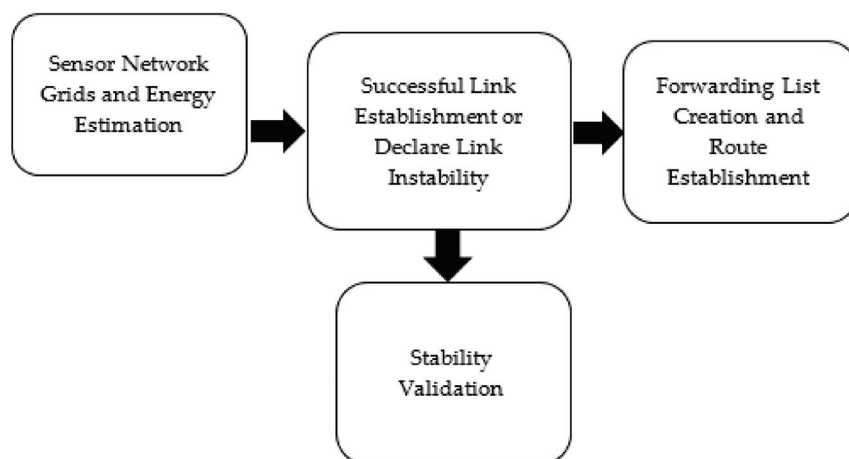 Sensor Network
Grids and Energy
Estimation
Successful Link
Establishment or
Declare Link
Instability
Forwarding List
Creation and
Route
Establishment
Stability
Validation